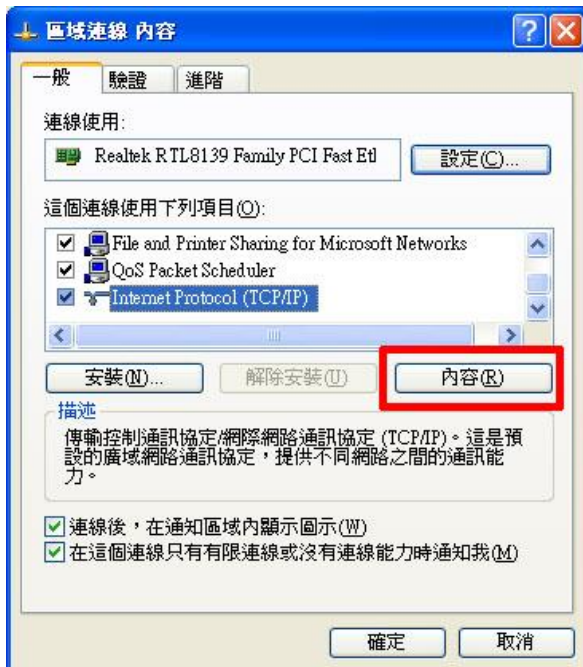 區域連線 內容
一般 驗證 進階
連線使用:
Realtek RTL8139 Family PCI Fast Etl
設定(C)...
這個連線使用下列項目(O):
File and Printer Sharing for Microsoft Networks
QoS Packet Scheduler
Internet Protocol (TCP/IP)
安裝(N)... 解除安裝(U) 內容(R)
描述
傳輸控制通訊協定/網際網路通訊協定 (TCP/IP)。這是預
設的廣域網路通訊協定，提供不同網路之間的通訊能
力。
連線後，在通知區域內顯示圖示(W)
在這個連線只有有限連線或沒有連線能力時通知我(M)
確定 取消